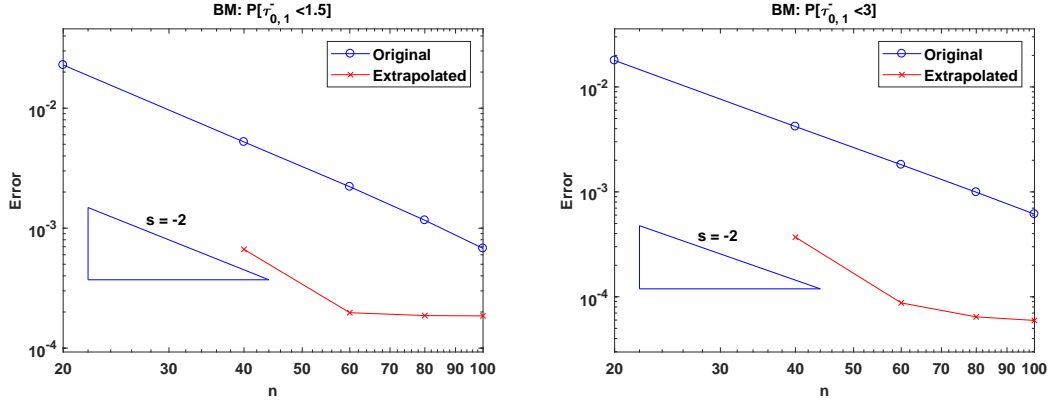 BM: P[τ⁻0, 1 <1.5]
Original
Extrapolated
10⁻²
10⁻³
10⁻⁴
Error
s = -2
20 30 40 50 60 70 80 90 100
n
BM: P[τ⁻0, 1 <3]
Original
Extrapolated
10⁻²
10⁻³
10⁻⁴
Error
s = -2
20 30 40 50 60 70 80 90 100
n